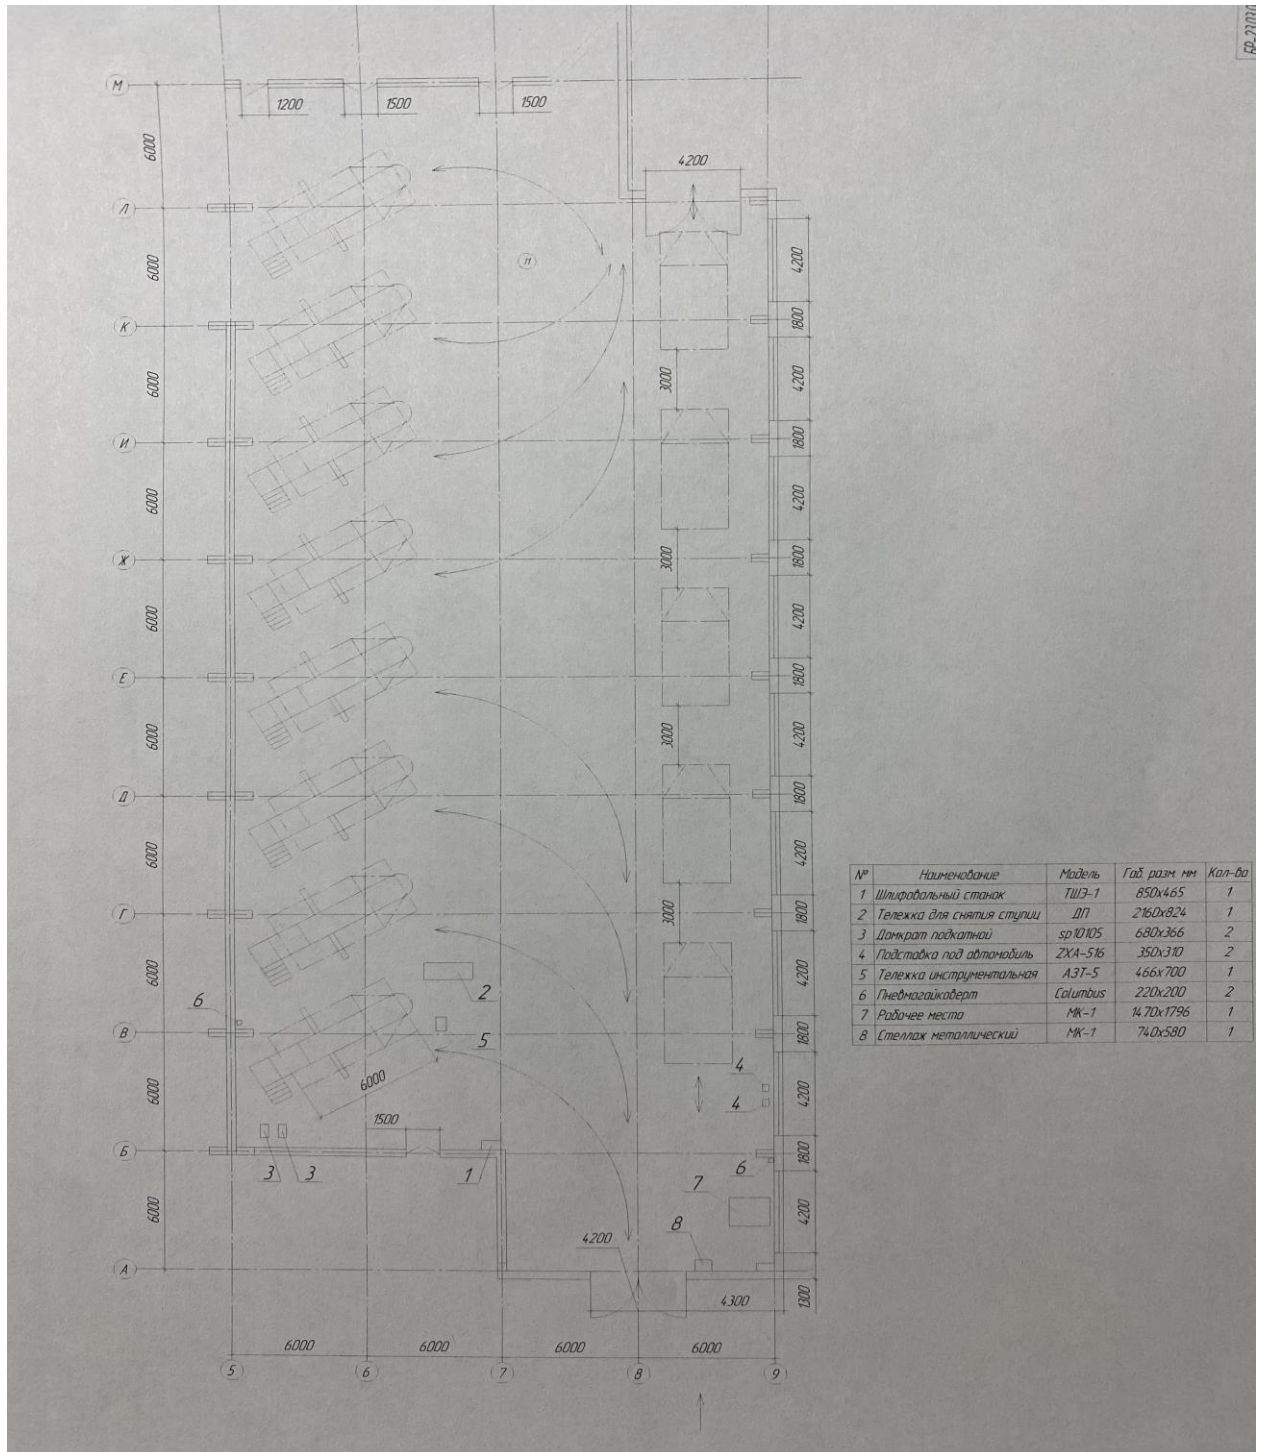 БР-23.03.0
М
1200
1500
1500
6000
4200
Л
11
6000
4200
К
1800
6000
3000
4200
И
1800
6000
4200
Ж
3000
1800
6000
4200
Е
1800
6000
3000
4200
Д
1800
6000
4200
Г
3000
1800
6000
4200
2
6
В
5
1800
4
6000
6000
4
4200
1500
Б
3
3
1
6
1800
7
6000
8
4200
4200
А
4300
1300
6000
6000
6000
6000
5
6
7
8
9
№ Наименование Модель Габ. разм. мм Кол-во
1 Шлифовальный станок ТШЭ-1 850х465 1
2 Тележка для снятия ступиц ДП 2160х824 1
3 Домкрат подкатной sp10105 680х366 2
4 Подставка под автомобиль ZXA-516 350х310 2
5 Тележка инструментальная АЗТ-5 466х700 1
6 Пневмогайковерт Columbus 220х200 2
7 Рабочее место МК-1 1470х1796 1
8 Стеллаж металлический МК-1 740х580 1